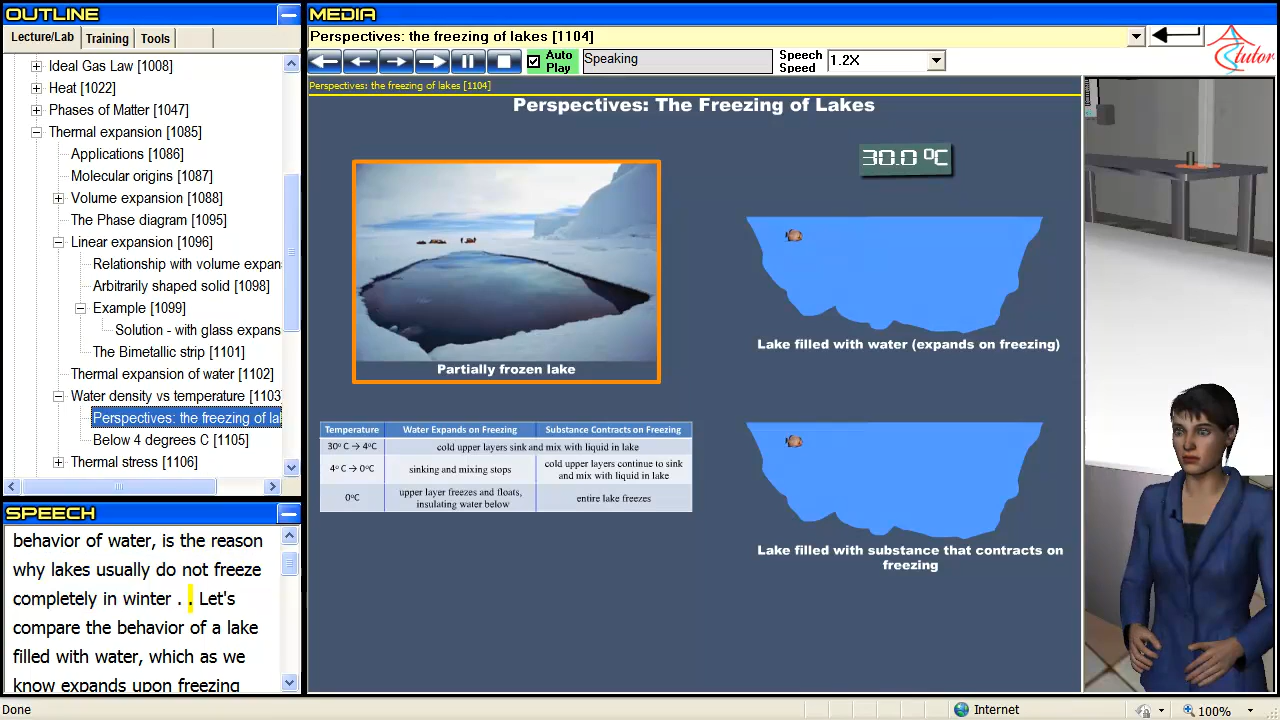 OUTLINE
Lecture/Lab
Training
Tools
Ideal Gas Law [1008]
Heat [1022]
Phases of Matter [1047]
Thermal expansion [1085]
Applications [1086]
Molecular origins [1087]
Volume expansion [1088]
The Phase diagram [1095]
Linear expansion [1096]
Relationship with volume expan
Arbitrarily shaped solid [1098]
Example [1099]
Solution - with glass expans
The Bimetallic strip [1101]
Thermal expansion of water [1102]
Water density vs temperature [1103]
Perspectives: the freezing of la
Below 4 degrees C [1105]
Thermal stress [1106]
SPEECH
behavior of water, is the reason
why lakes usually do not freeze
completely in winter . . Let's
compare the behavior of a lake
filled with water, which as we
know expands upon freezing
MEDIA
Perspectives: the freezing of lakes [1104]
Auto
Play
Speaking
Speech
Speed
1.2X
tutor
Perspectives: the freezing of lakes [1104]
Perspectives: The Freezing of Lakes
30.0 ºC
Partially frozen lake
Lake filled with water (expands on freezing)
Temperature
Water Expands on Freezing
Substance Contracts on Freezing
30º C → 4ºC
cold upper layers sink and mix with liquid in lake
4º C → 0ºC
sinking and mixing stops
cold upper layers continue to sink
and mix with liquid in lake
0ºC
upper layer freezes and floats,
insulating water below
entire lake freezes
Lake filled with substance that contracts on
freezing
Done
Internet
100%